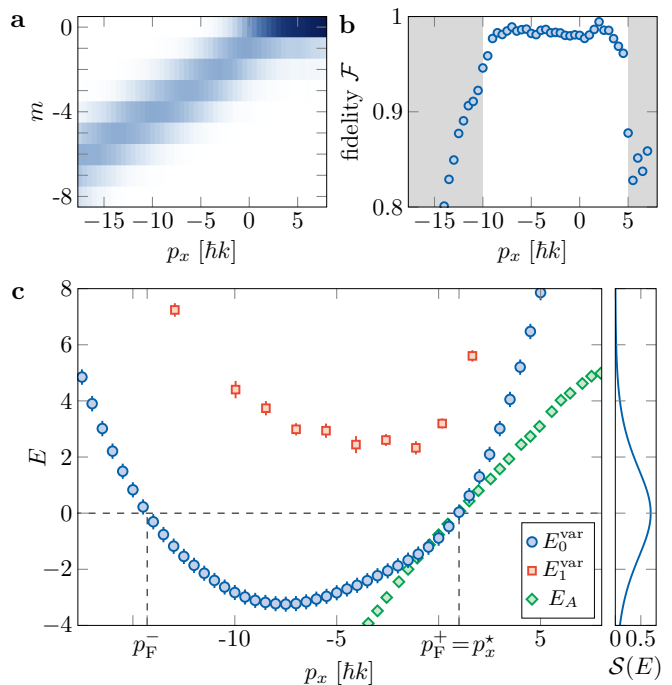 a
m
0
-4
-8
−15 −10 −5 0 5
p_x [ħk]
b
fidelity F
1
0.9
0.8
−15 −10 −5 0 5
p_x [ħk]
c
E
8
6
4
2
0
−2
−4
E_0^var
E_1^var
E_A
p_F^− -10 -5 p_F^+ = p_x^⋆ 5
p_x [ħk]
0 0.5
S(E)